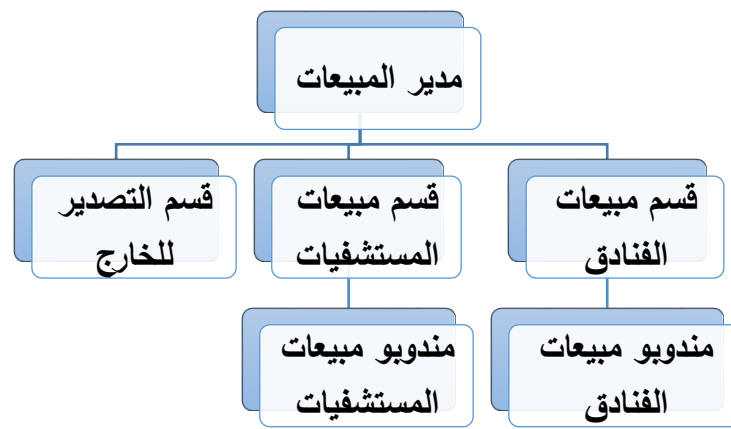 مدير المبيعات
قسم مبيعات
الفنادق
قسم مبيعات
المستشفيات
قسم التصدير
للخارج
مندوبو مبيعات
الفنادق
مندوبو مبيعات
المستشفيات